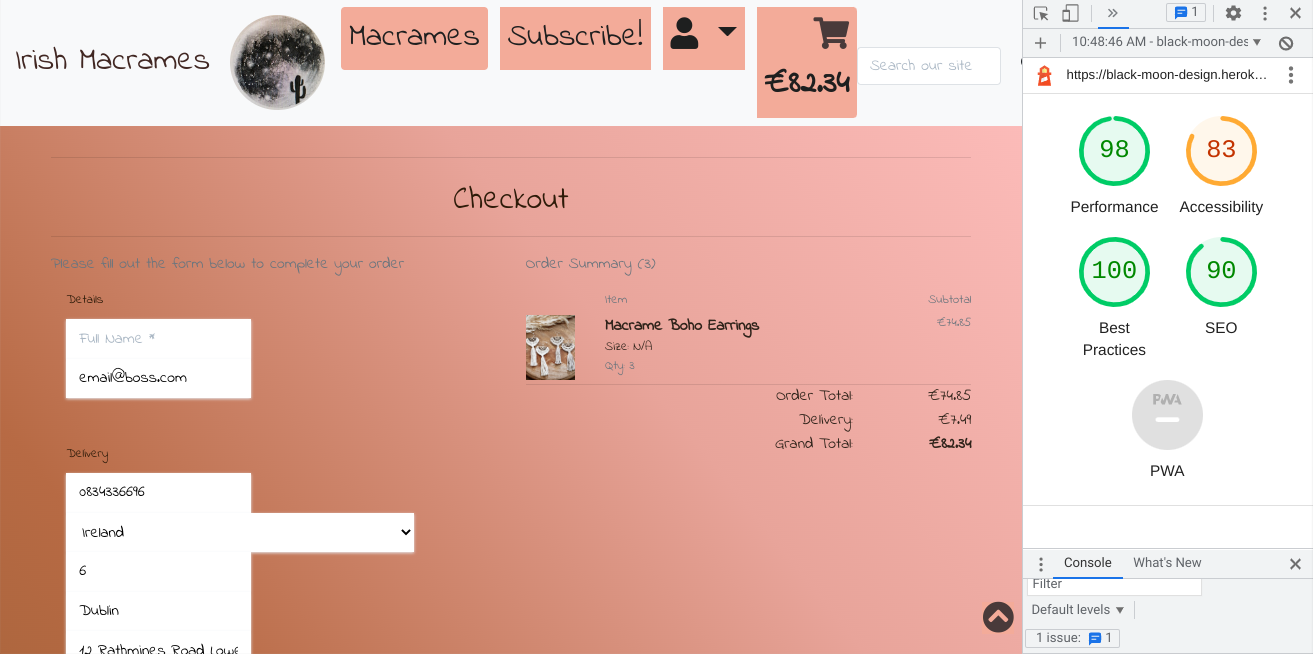 Irish Macrames
Macrames
Subscribe!
€82.34
Search our site
Checkout
Please fill out the form below to complete your order
Details
Full Name *
email@boss.com
Delivery
0834336696
Ireland
6
Dublin
12 Rathmines Road Lowe
Order Summary (3)
Item Subtotal
Macrame Boho Earrings €74.85
Size: N/A
Qty: 3
Order Total: €74.85
Delivery: €7.49
Grand Total: €82.34
1
10:48:46 AM - black-moon-des
https://black-moon-design.herok...
98 83
Performance Accessibility
100 90
Best SEO
Practices
PWA
PWA
Console What's New
Filter
Default levels
1 issue: 1